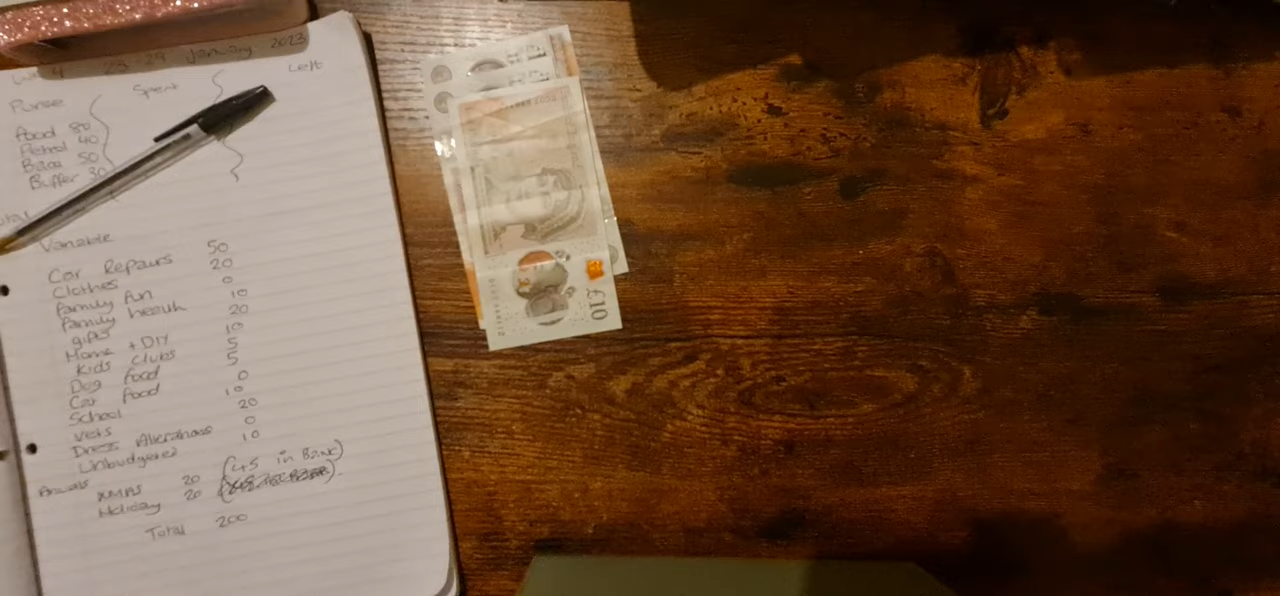 4 23 - 29 January 2023
Purse Spent Left
Food 80
Petrol 40
50
Buffer 30
Variable
Car Repairs 50
Clothes 20
family fun 0
family health 10
gifts 20
Home + DIY 10
Kids Clubs 5
Dog food 5
Cat food 0
School 10
Vets 20
Dress Alterations 0
Unbudgeted 10
XMAS 20 (45 in Bank)
Holiday 20
Total 200
£10